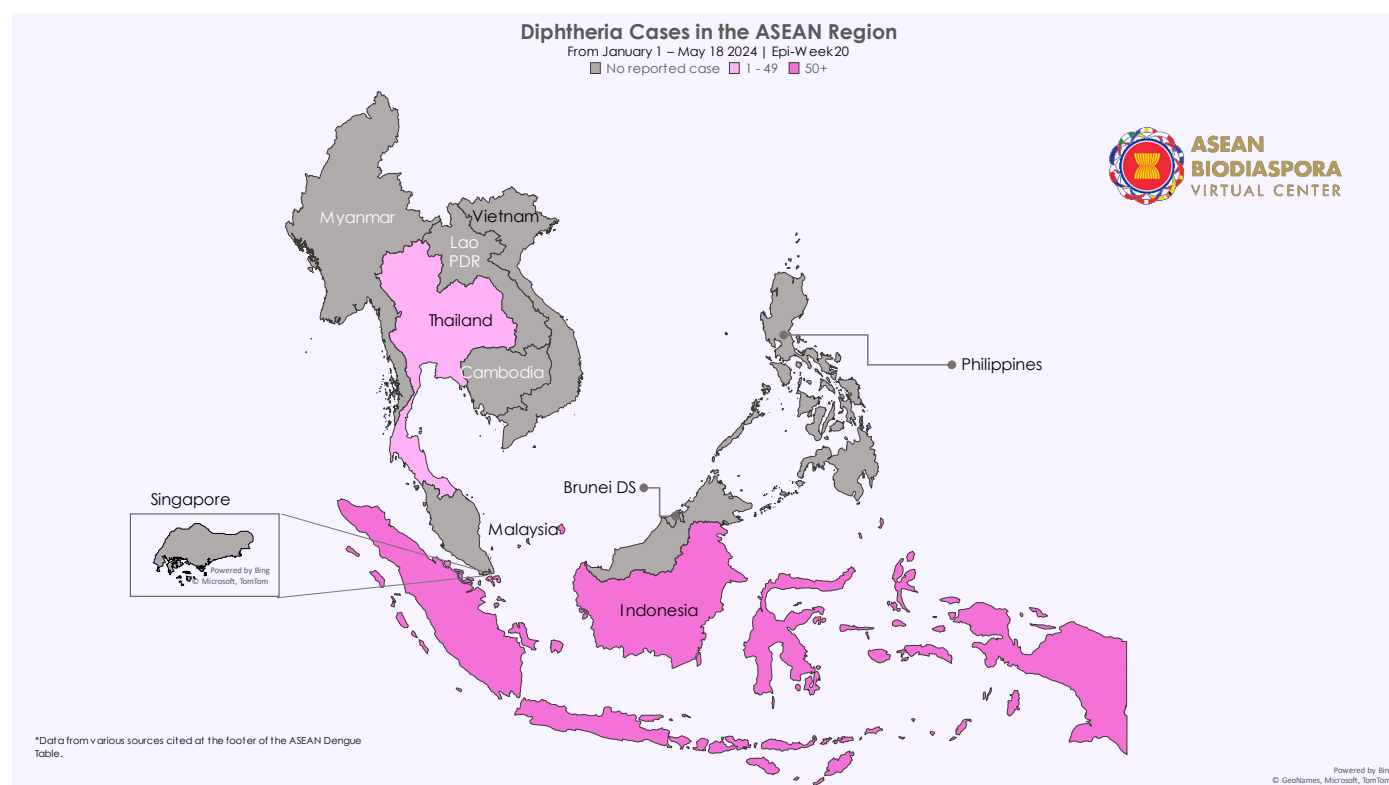 Diphtheria Cases in the ASEAN Region
From January 1 – May 18 2024 | Epi-Week20
No reported case 1 - 49 50+
ASEAN
BIODIASPORA
VIRTUAL CENTER
Myanmar
Vietnam
Lao
PDR
Thailand
Cambodia
Philippines
Brunei DS
Singapore
Malaysia
Powered by Bing
© Microsoft, TomTom
Indonesia
*Data from various sources cited at the footer of the ASEAN Dengue
Table.
Powered by Bin
© GeoNames, Microsoft, TomTom